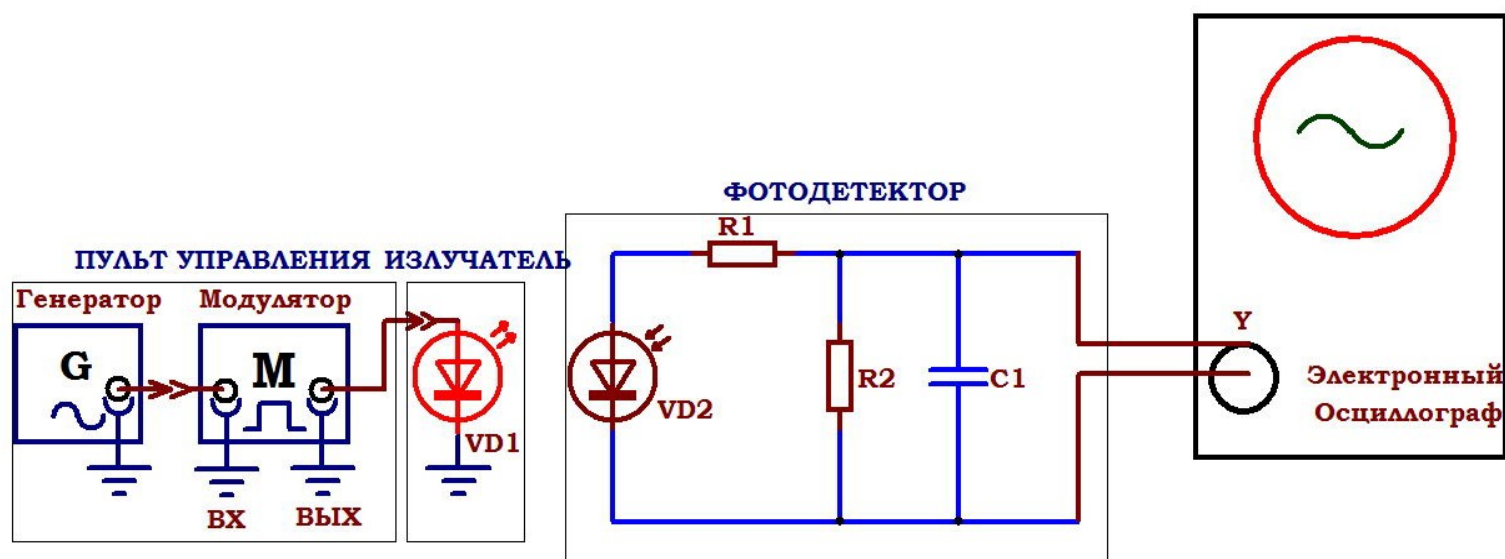 ФОТОДЕТЕКТОР
R1
ПУЛЬТ УПРАВЛЕНИЯ ИЗЛУЧАТЕЛЬ
Генератор Модулятор
Y
G M
R2 C1
VD2
Электронный
Осциллограф
VD1
ВХ ВЫХ